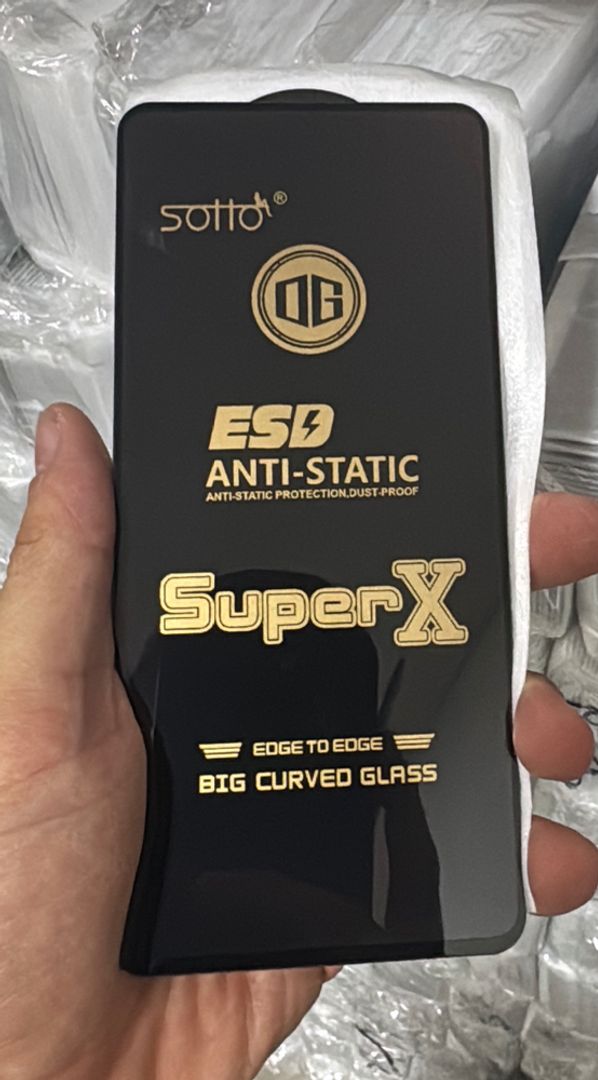 sotto®
OG
ESD
ANTI-STATIC
ANTI-STATIC PROTECTION,DUST-PROOF
SuperX
EDGE TO EDGE
BIG CURVED GLASS